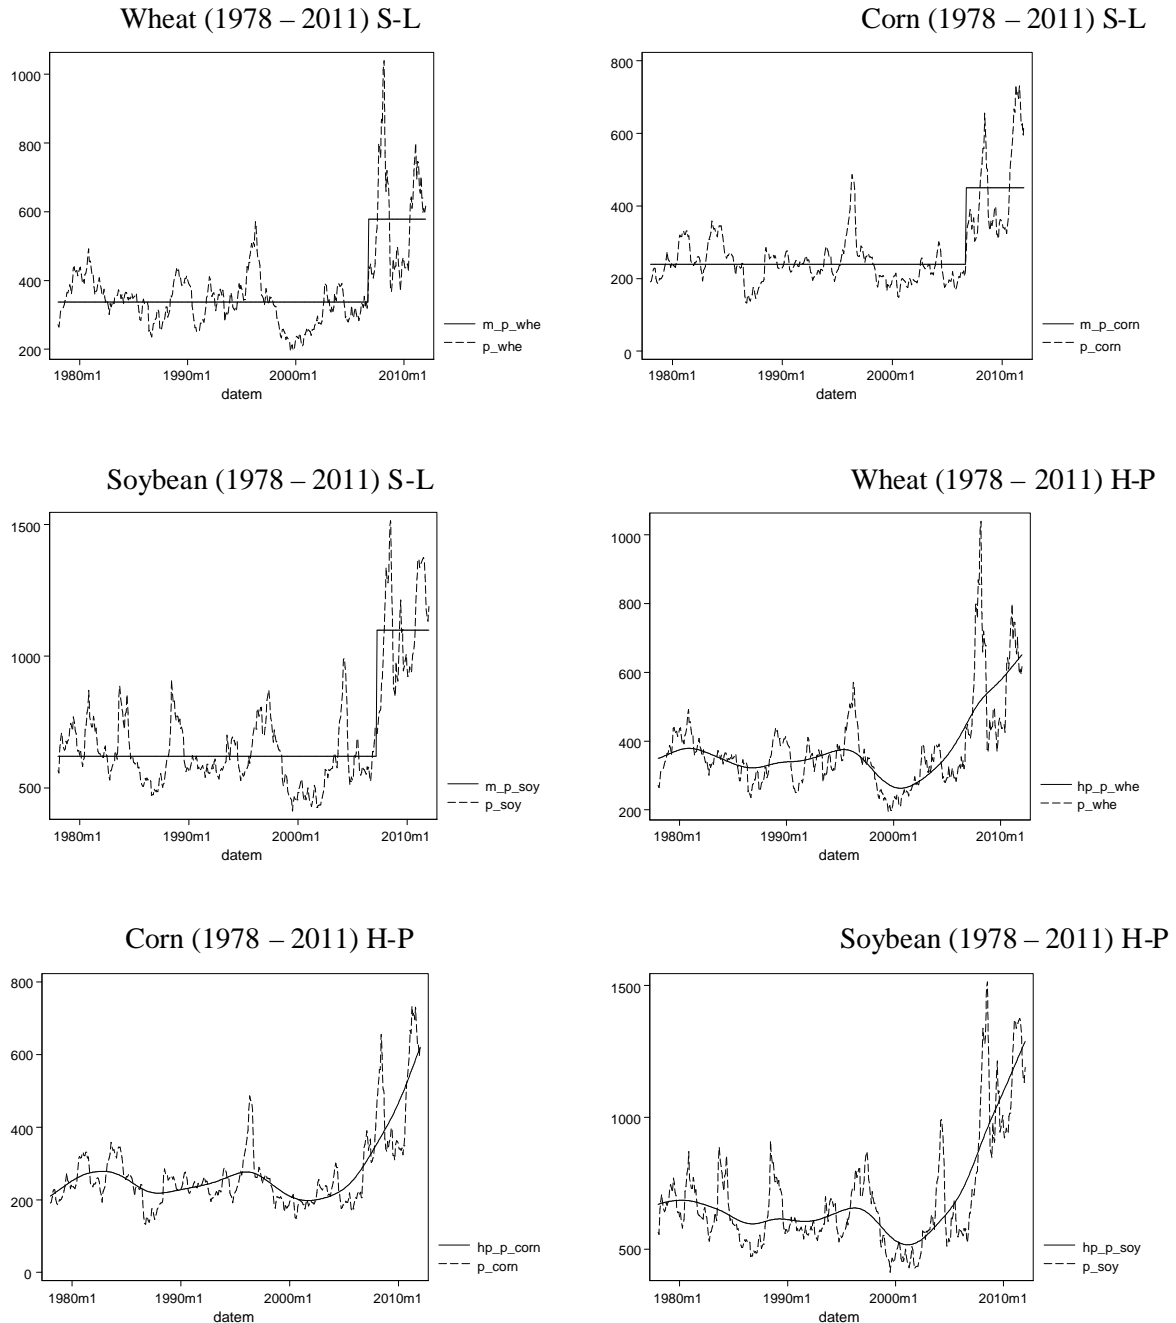 Wheat (1978 – 2011) S-L
1000
800
600
400
200
1980m1
1990m1
2000m1
2010m1
datem
m_p_whe
p_whe
Corn (1978 – 2011) S-L
800
600
400
200
0
1980m1
1990m1
2000m1
2010m1
datem
m_p_corn
p_corn
Soybean (1978 – 2011) S-L
1500
1000
500
1980m1
1990m1
2000m1
2010m1
datem
m_p_soy
p_soy
Wheat (1978 – 2011) H-P
1000
800
600
400
200
1980m1
1990m1
2000m1
2010m1
datem
hp_p_whe
p_whe
Corn (1978 – 2011) H-P
800
600
400
200
0
1980m1
1990m1
2000m1
2010m1
datem
hp_p_corn
p_corn
Soybean (1978 – 2011) H-P
1500
1000
500
1980m1
1990m1
2000m1
2010m1
datem
hp_p_soy
p_soy